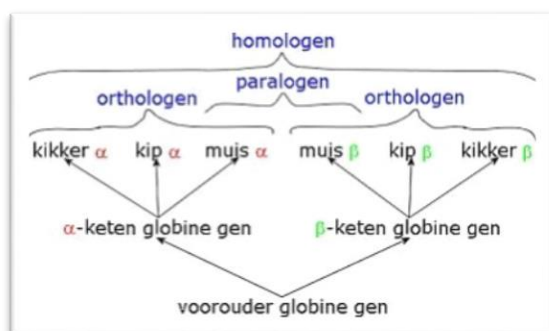 homologen
paralogen
orthologen orthologen
kikker α kip α muis α muis β kip β kikker β
α-keten globine gen β-keten globine gen
voorouder globine gen